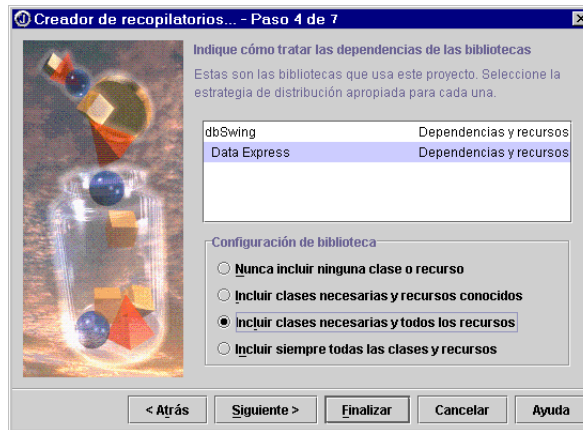 Creador de recopilatorios... - Paso 4 de 7
Indique cómo tratar las dependencias de las bibliotecas
Estas son las bibliotecas que usa este proyecto. Seleccione la
estrategia de distribución apropiada para cada una.
dbSwing Dependencias y recursos
Data Express Dependencias y recursos
Configuración de biblioteca
Nunca incluir ninguna clase o recurso
Incluir clases necesarias y recursos conocidos
Incluir clases necesarias y todos los recursos
Incluir siempre todas las clases y recursos
< Atrás Siguiente > Finalizar Cancelar Ayuda